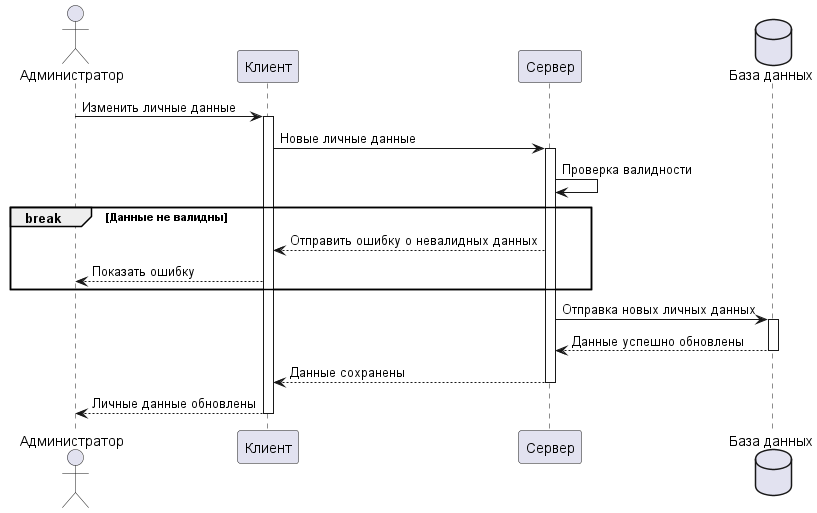 Администратор
Клиент
Сервер
База данных
Изменить личные данные
Новые личные данные
Проверка валидности
break
[Данные не валидны]
Отправить ошибку о невалидных данных
Показать ошибку
Отправка новых личных данных
Данные успешно обновлены
Данные сохранены
Личные данные обновлены
Администратор
Клиент
Сервер
База данных